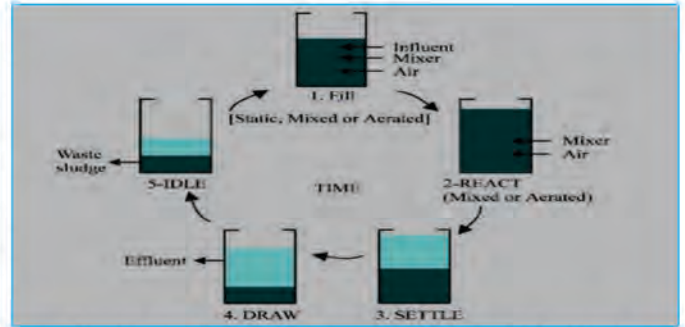 Influent
Mixer
Air
1. Fill
[Static, Mixed or Aerated]
Mixer
Air
2-REACT
(Mixed or Aerated)
TIME
Waste
sludge
5-IDLE
Effluent
4. DRAW
3. SETTLE